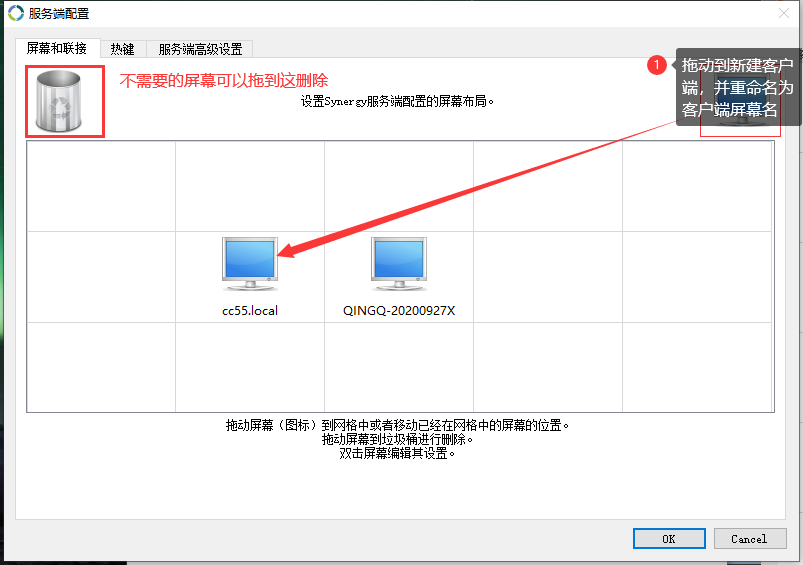 服务端配置
屏幕和联接
热键
服务端高级设置
不需要的屏幕可以拖到这删除
设置Synergy服务端配置的屏幕布局。
1
拖动到新建客户
端，并重命名为
客户端屏幕名
cc55.local
QINGQ-20200927X
拖动屏幕（图标）到网格中或者移动已经在网格中的屏幕的位置。
拖动屏幕到垃圾桶进行删除。
双击屏幕编辑其设置。
OK
Cancel